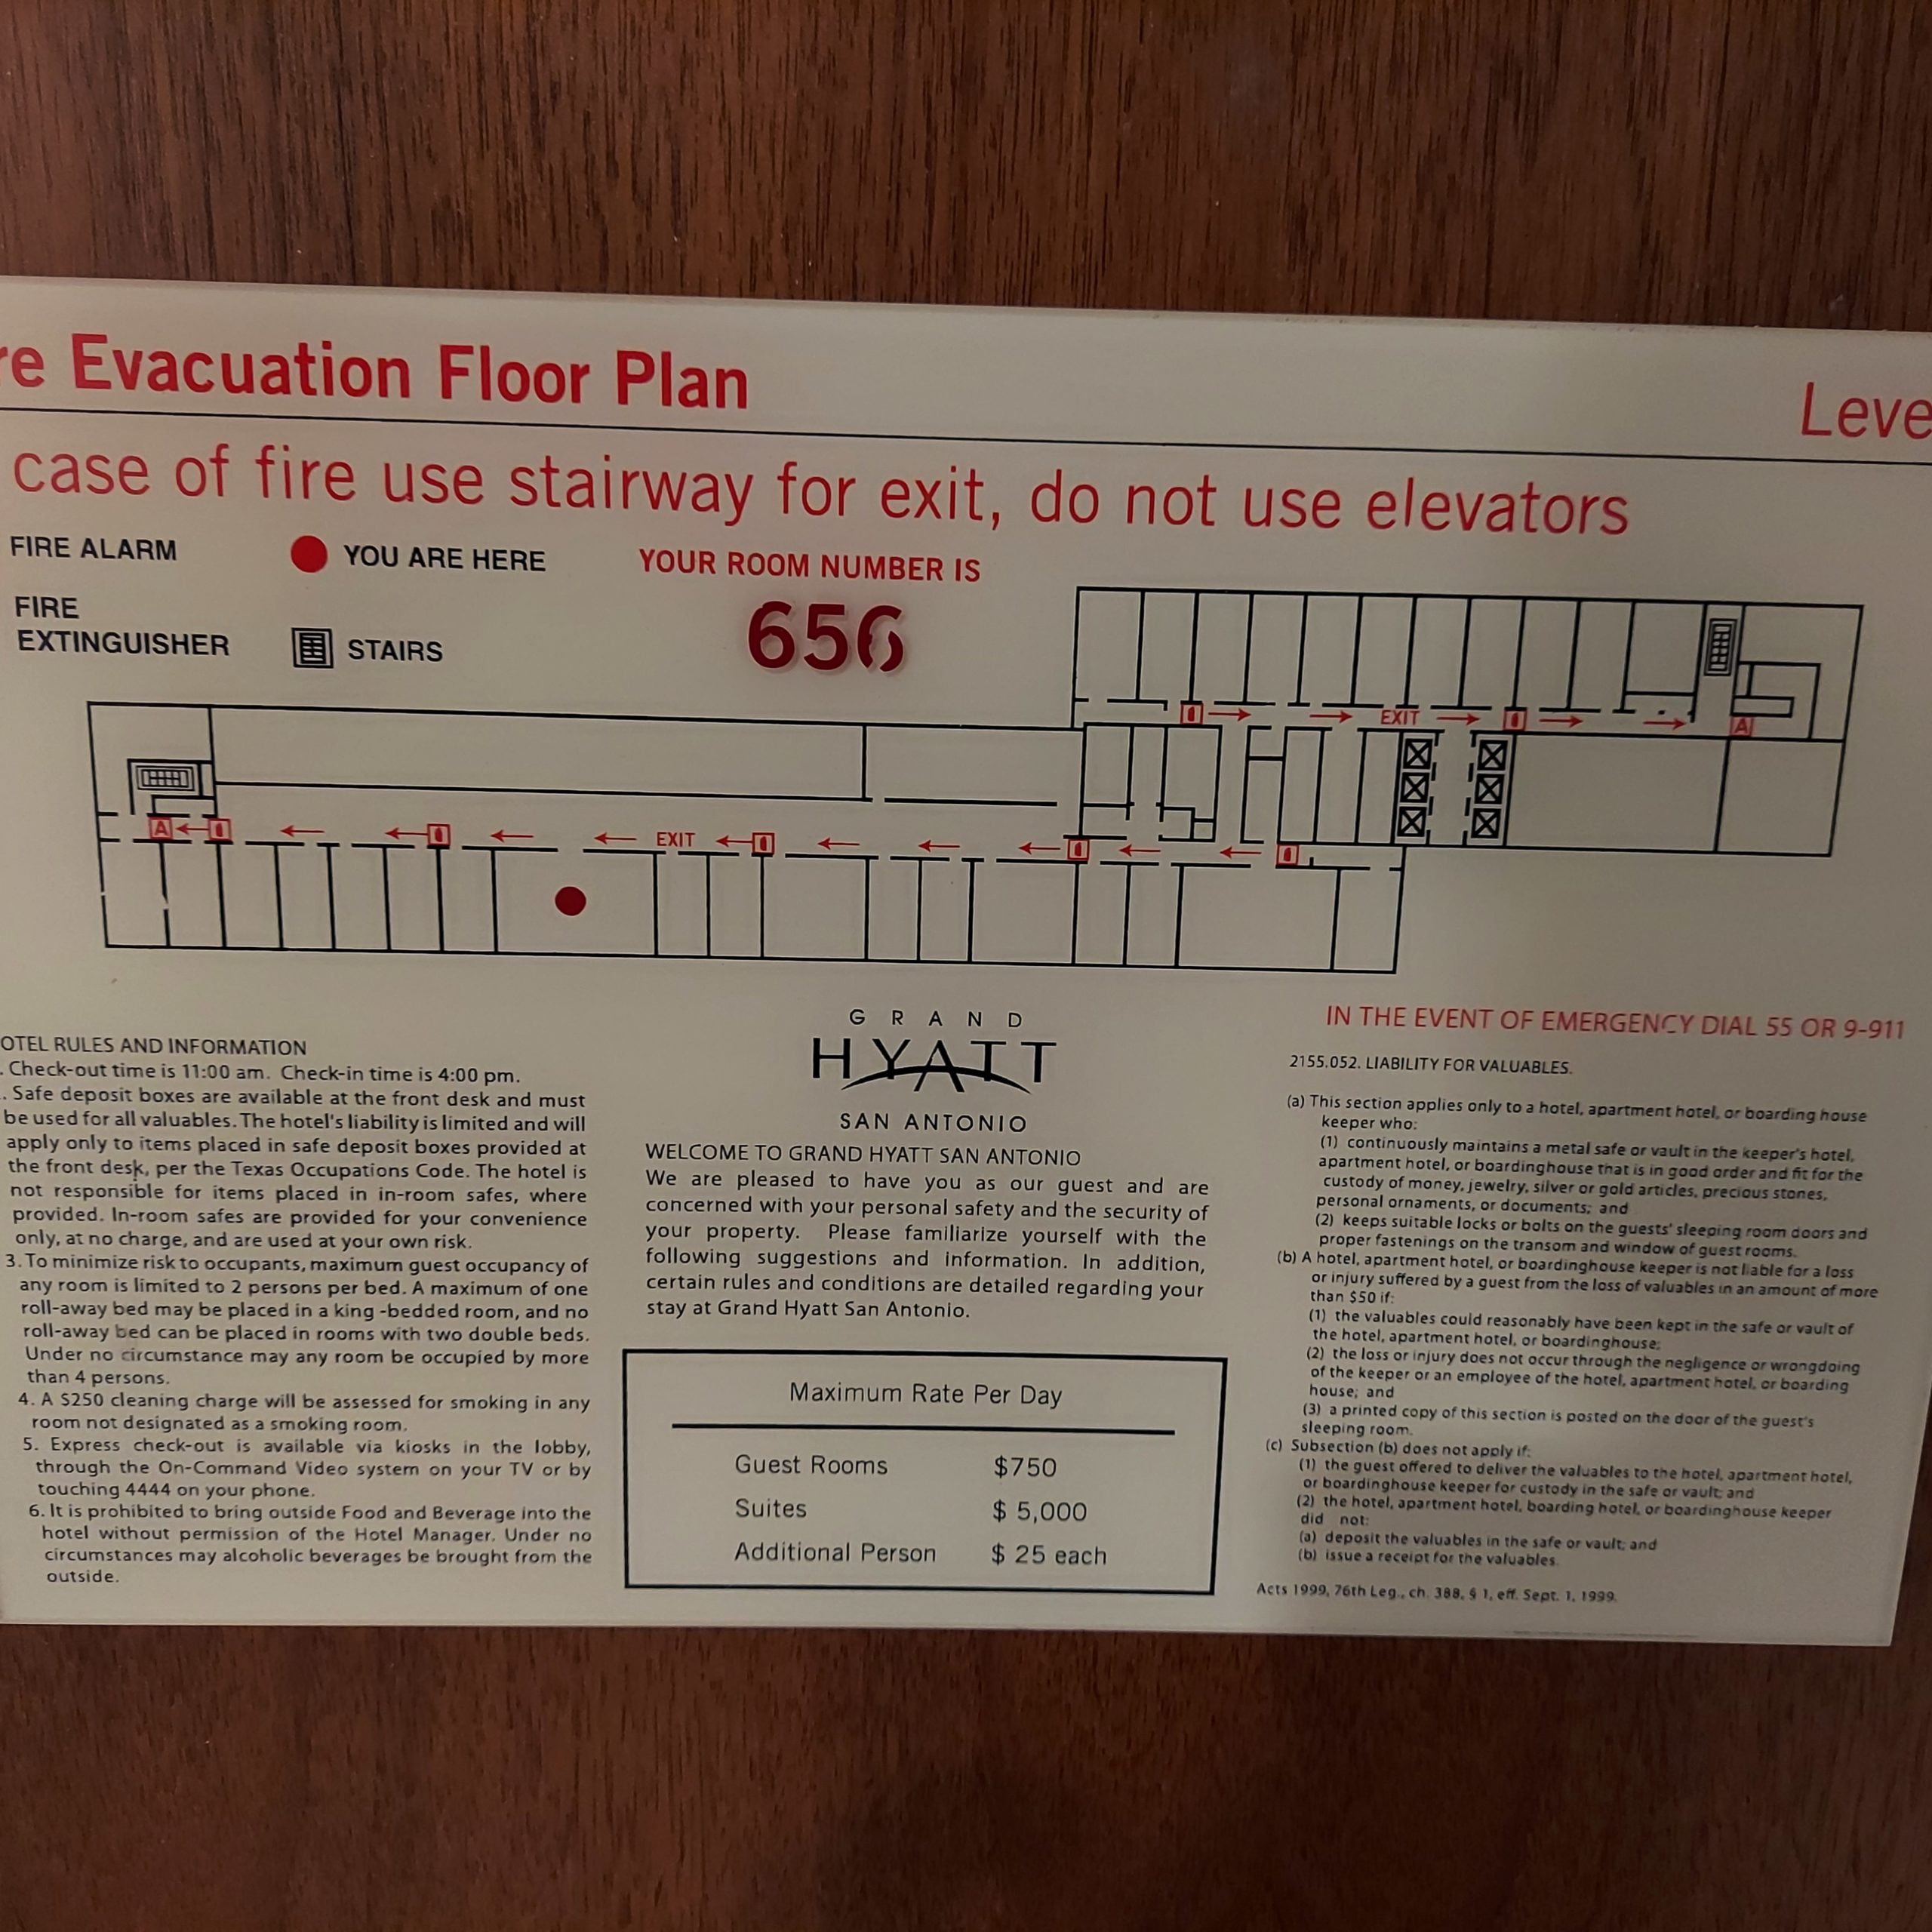 re Evacuation Floor Plan
Leve
case of fire use stairway for exit, do not use elevators
FIRE ALARM
YOU ARE HERE
YOUR ROOM NUMBER IS
FIRE
EXTINGUISHER
STAIRS
656
EXIT
A
A
EXIT
OTEL RULES AND INFORMATION
. Check-out time is 11:00 am. Check-in time is 4:00 pm.
. Safe deposit boxes are available at the front desk and must
be used for all valuables. The hotel's liability is limited and will
apply only to items placed in safe deposit boxes provided at
the front desk, per the Texas Occupations Code. The hotel is
not responsible for items placed in in-room safes, where
provided. In-room safes are provided for your convenience
only, at no charge, and are used at your own risk.
3. To minimize risk to occupants, maximum guest occupancy of
any room is limited to 2 persons per bed. A maximum of one
roll-away bed may be placed in a king -bedded room, and no
roll-away bed can be placed in rooms with two double beds.
Under no circumstance may any room be occupied by more
than 4 persons.
4. A $250 cleaning charge will be assessed for smoking in any
room not designated as a smoking room.
5. Express check-out is available via kiosks in the lobby,
through the On-Command Video system on your TV or by
touching 4444 on your phone.
6. It is prohibited to bring outside Food and Beverage into the
hotel without permission of the Hotel Manager. Under no
circumstances may alcoholic beverages be brought from the
outside.
GRAND
HYATT
SAN ANTONIO
WELCOME TO GRAND HYATT SAN ANTONIO
We are pleased to have you as our guest and are
concerned with your personal safety and the security of
your property. Please familiarize yourself with the
following suggestions and information. In addition,
certain rules and conditions are detailed regarding your
stay at Grand Hyatt San Antonio.
Maximum Rate Per Day
Guest Rooms $750
Suites $ 5,000
Additional Person $ 25 each
IN THE EVENT OF EMERGENCY DIAL 55 OR 9-911
2155.052. LIABILITY FOR VALUABLES.
(a) This section applies only to a hotel, apartment hotel, or boarding house
keeper who:
(1) continuously maintains a metal safe or vault in the keeper's hotel,
apartment hotel, or boardinghouse that is in good order and fit for the
custody of money, jewelry, silver or gold articles, precious stones,
personal ornaments, or documents; and
(2) keeps suitable locks or bolts on the guests' sleeping room doors and
proper fastenings on the transom and window of guest rooms.
(b) A hotel, apartment hotel, or boardinghouse keeper is not liable for a loss
or injury suffered by a guest from the loss of valuables in an amount of more
than $50 if:
(1) the valuables could reasonably have been kept in the safe or vault of
the hotel, apartment hotel, or boardinghouse;
(2) the loss or injury does not occur through the negligence or wrongdoing
of the keeper or an employee of the hotel, apartment hotel, or boarding
house; and
(3) a printed copy of this section is posted on the door of the guest's
sleeping room.
(c) Subsection (b) does not apply if:
(1) the guest offered to deliver the valuables to the hotel, apartment hotel,
or boardinghouse keeper for custody in the safe or vault; and
(2) the hotel, apartment hotel, boarding hotel, or boardinghouse keeper
did not:
(a) deposit the valuables in the safe or vault; and
(b) issue a receipt for the valuables.
Acts 1999, 76th Leg., ch. 388, § 1, eff. Sept. 1, 1999.